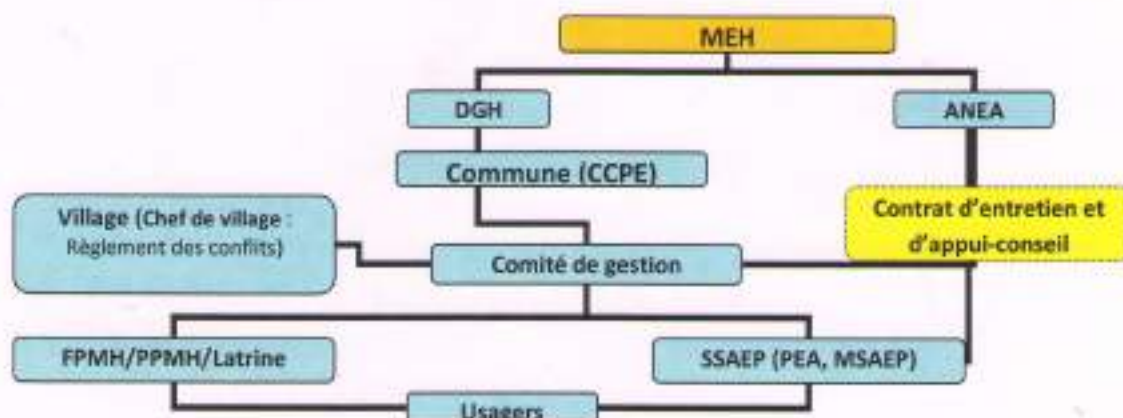 MEH
DGH
ANEA
Commune (CCPE)
Village (Chef de village :
Règlement des conflits)
Contrat d'entretien et
d'appui-conseil
Comité de gestion
FPMH/PPMH/Latrine
SSAEP (PEA, MSAEP)
Usagers